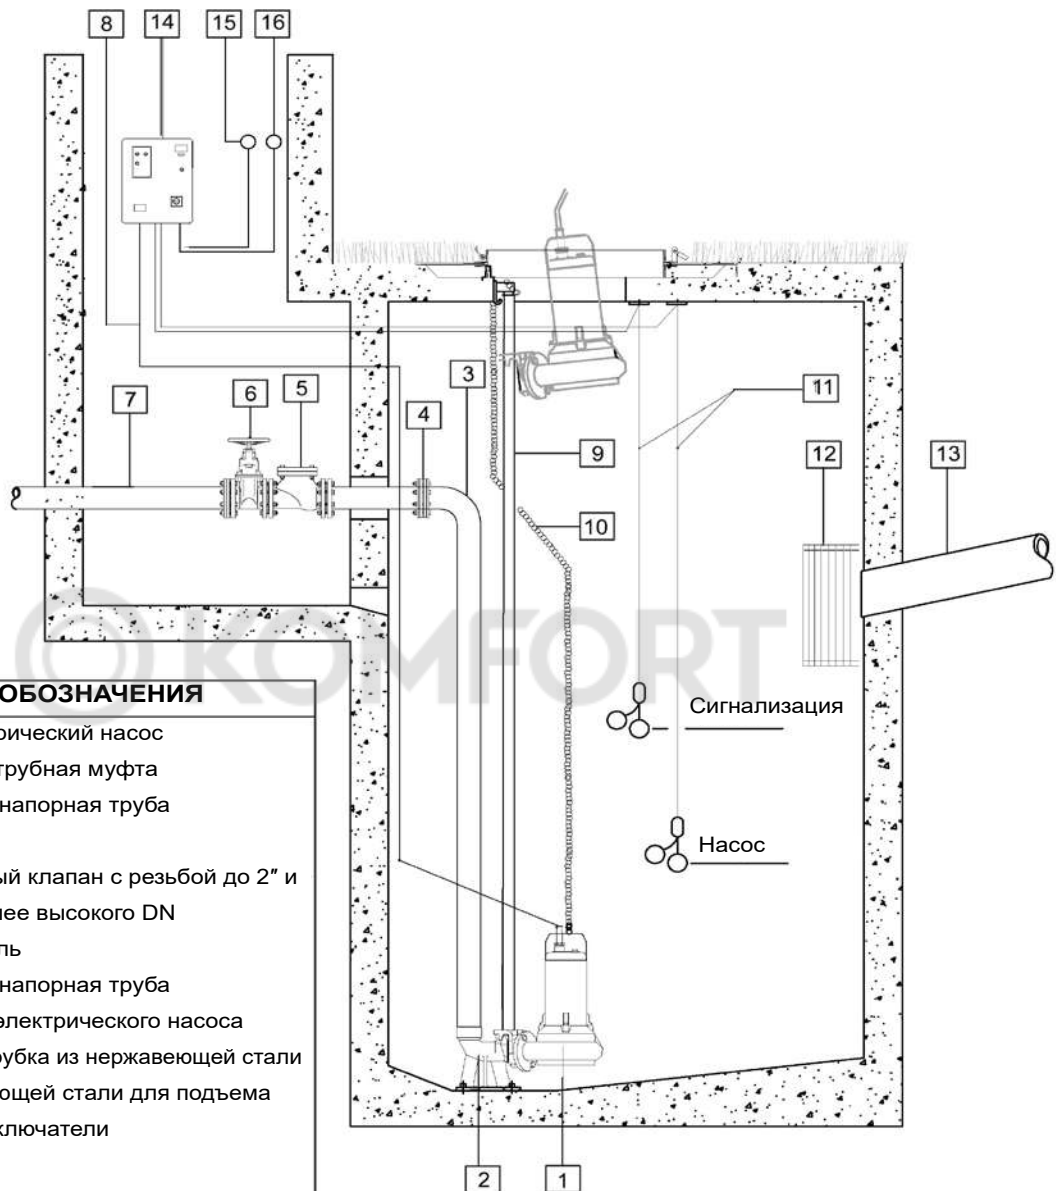 8 14 15 16
3
7 6 5 4
11
9
12 13
10
KOMFORT
ОБОЗНАЧЕНИЯ
рический насос
трубная муфта
напорная труба
ый клапан с резьбой до 2″ и
лее высокого DN
ль
напорная труба
электрического насоса
рубка из нержавеющей стали
ющей стали для подъема
ключатели
Сигнализация
Насос
2 1